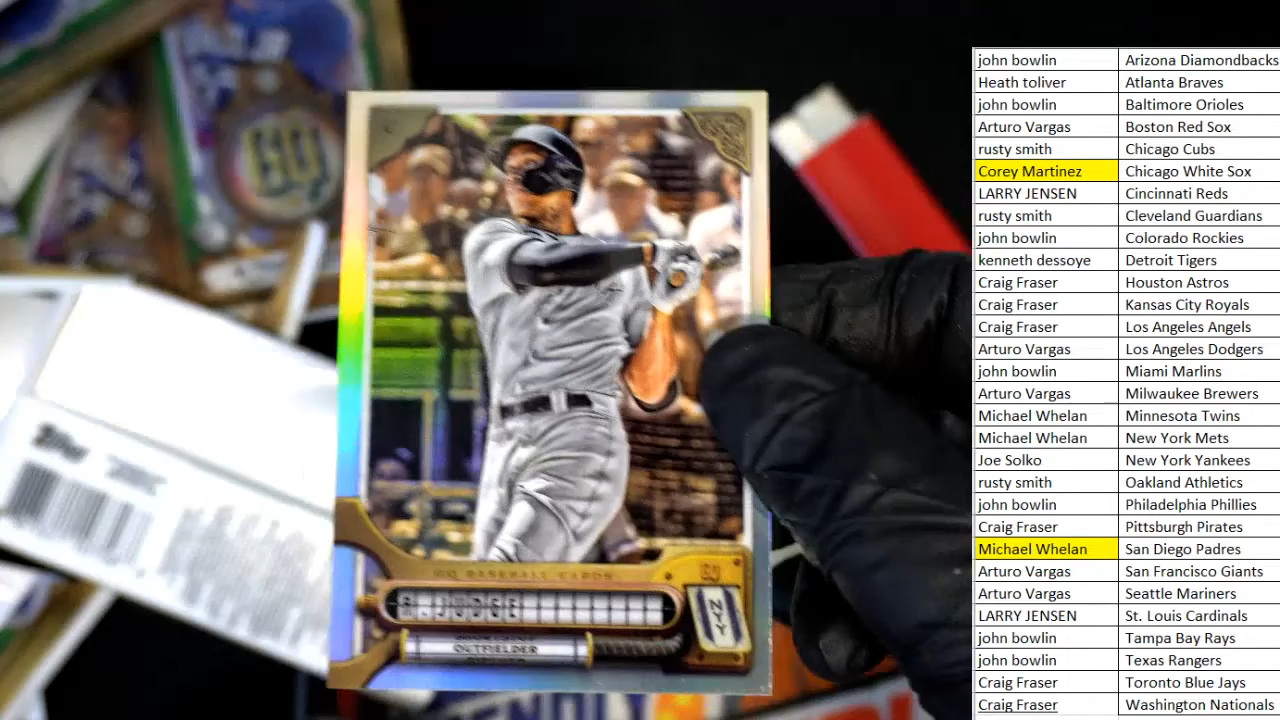 GQ BASEBALL CARDS
A. JUDGE
OUTFIELDER
NY
john bowlin Arizona Diamondbacks
Heath toliver Atlanta Braves
john bowlin Baltimore Orioles
Arturo Vargas Boston Red Sox
rusty smith Chicago Cubs
Corey Martinez Chicago White Sox
LARRY JENSEN Cincinnati Reds
rusty smith Cleveland Guardians
john bowlin Colorado Rockies
kenneth dessoye Detroit Tigers
Craig Fraser Houston Astros
Craig Fraser Kansas City Royals
Craig Fraser Los Angeles Angels
Arturo Vargas Los Angeles Dodgers
john bowlin Miami Marlins
Arturo Vargas Milwaukee Brewers
Michael Whelan Minnesota Twins
Michael Whelan New York Mets
Joe Solko New York Yankees
rusty smith Oakland Athletics
john bowlin Philadelphia Phillies
Craig Fraser Pittsburgh Pirates
Michael Whelan San Diego Padres
Arturo Vargas San Francisco Giants
Arturo Vargas Seattle Mariners
LARRY JENSEN St. Louis Cardinals
john bowlin Tampa Bay Rays
john bowlin Texas Rangers
Craig Fraser Toronto Blue Jays
Craig Fraser Washington Nationals